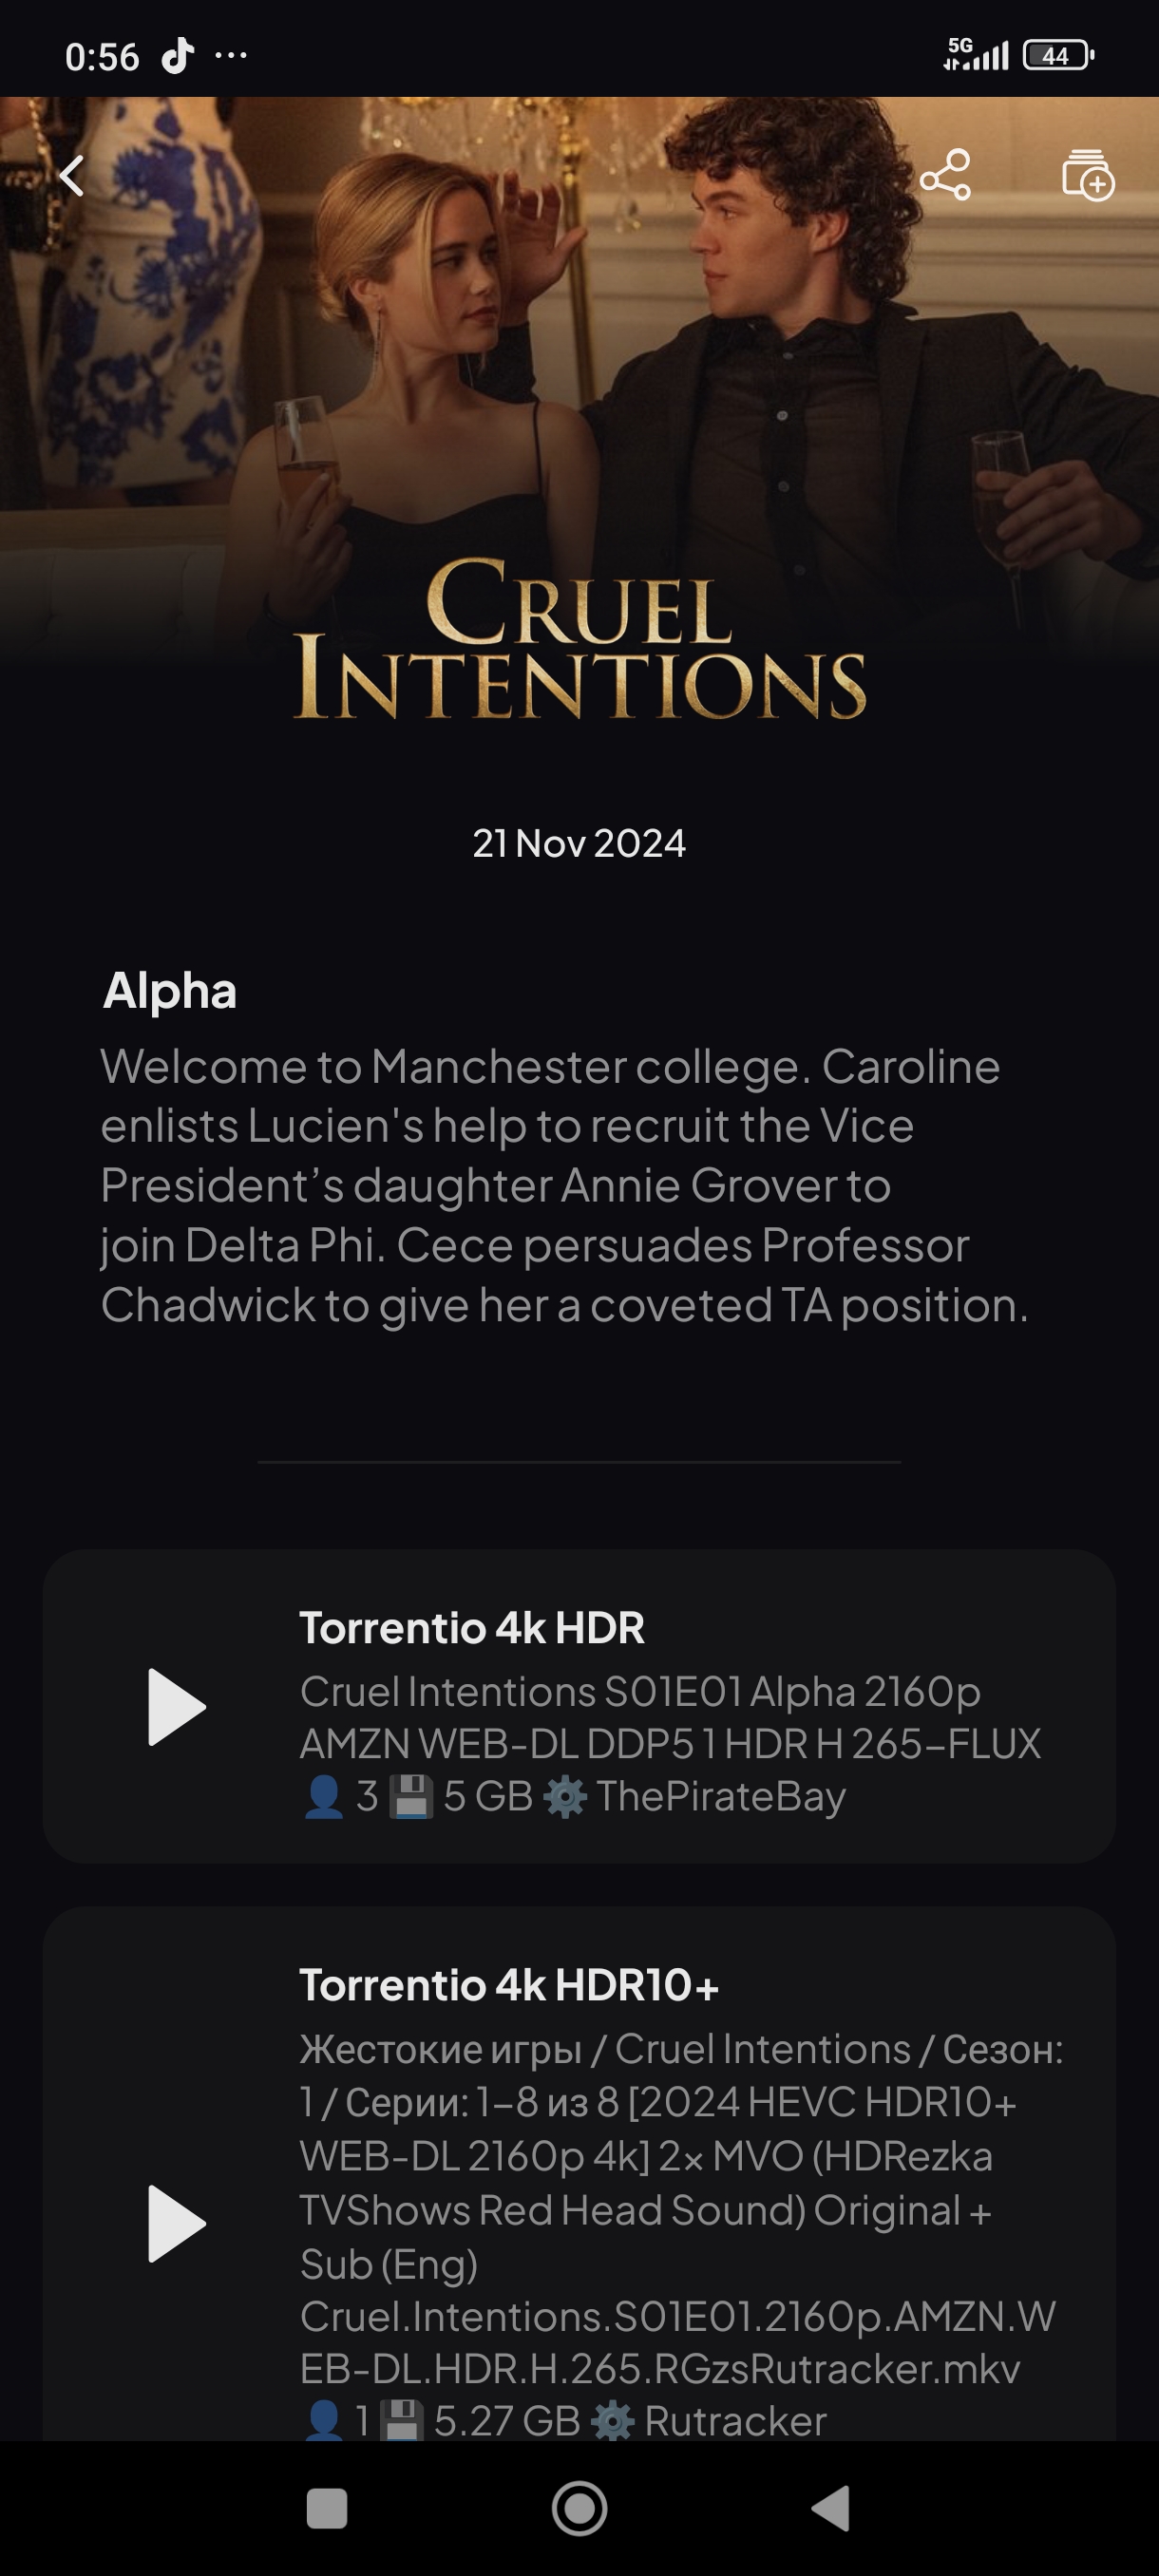 0:56
5G
44
CRUEL
INTENTIONS
21 Nov 2024
Alpha
Welcome to Manchester college. Caroline
enlists Lucien's help to recruit the Vice
President’s daughter Annie Grover to
join Delta Phi. Cece persuades Professor
Chadwick to give her a coveted TA position.
Torrentio 4k HDR
Cruel Intentions S01E01 Alpha 2160p
AMZN WEB-DL DDP5 1 HDR H 265-FLUX
👤 3 💾 5 GB ⚙️ ThePirateBay
Torrentio 4k HDR10+
Жестокие игры / Cruel Intentions / Сезон:
1 / Серии: 1-8 из 8 [2024 HEVC HDR10+
WEB-DL 2160p 4k] 2x MVO (HDRezka
TVShows Red Head Sound) Original +
Sub (Eng)
Cruel.Intentions.S01E01.2160p.AMZN.W
EB-DL.HDR.H.265.RGzsRutracker.mkv
👤 1 💾 5.27 GB ⚙️ Rutracker